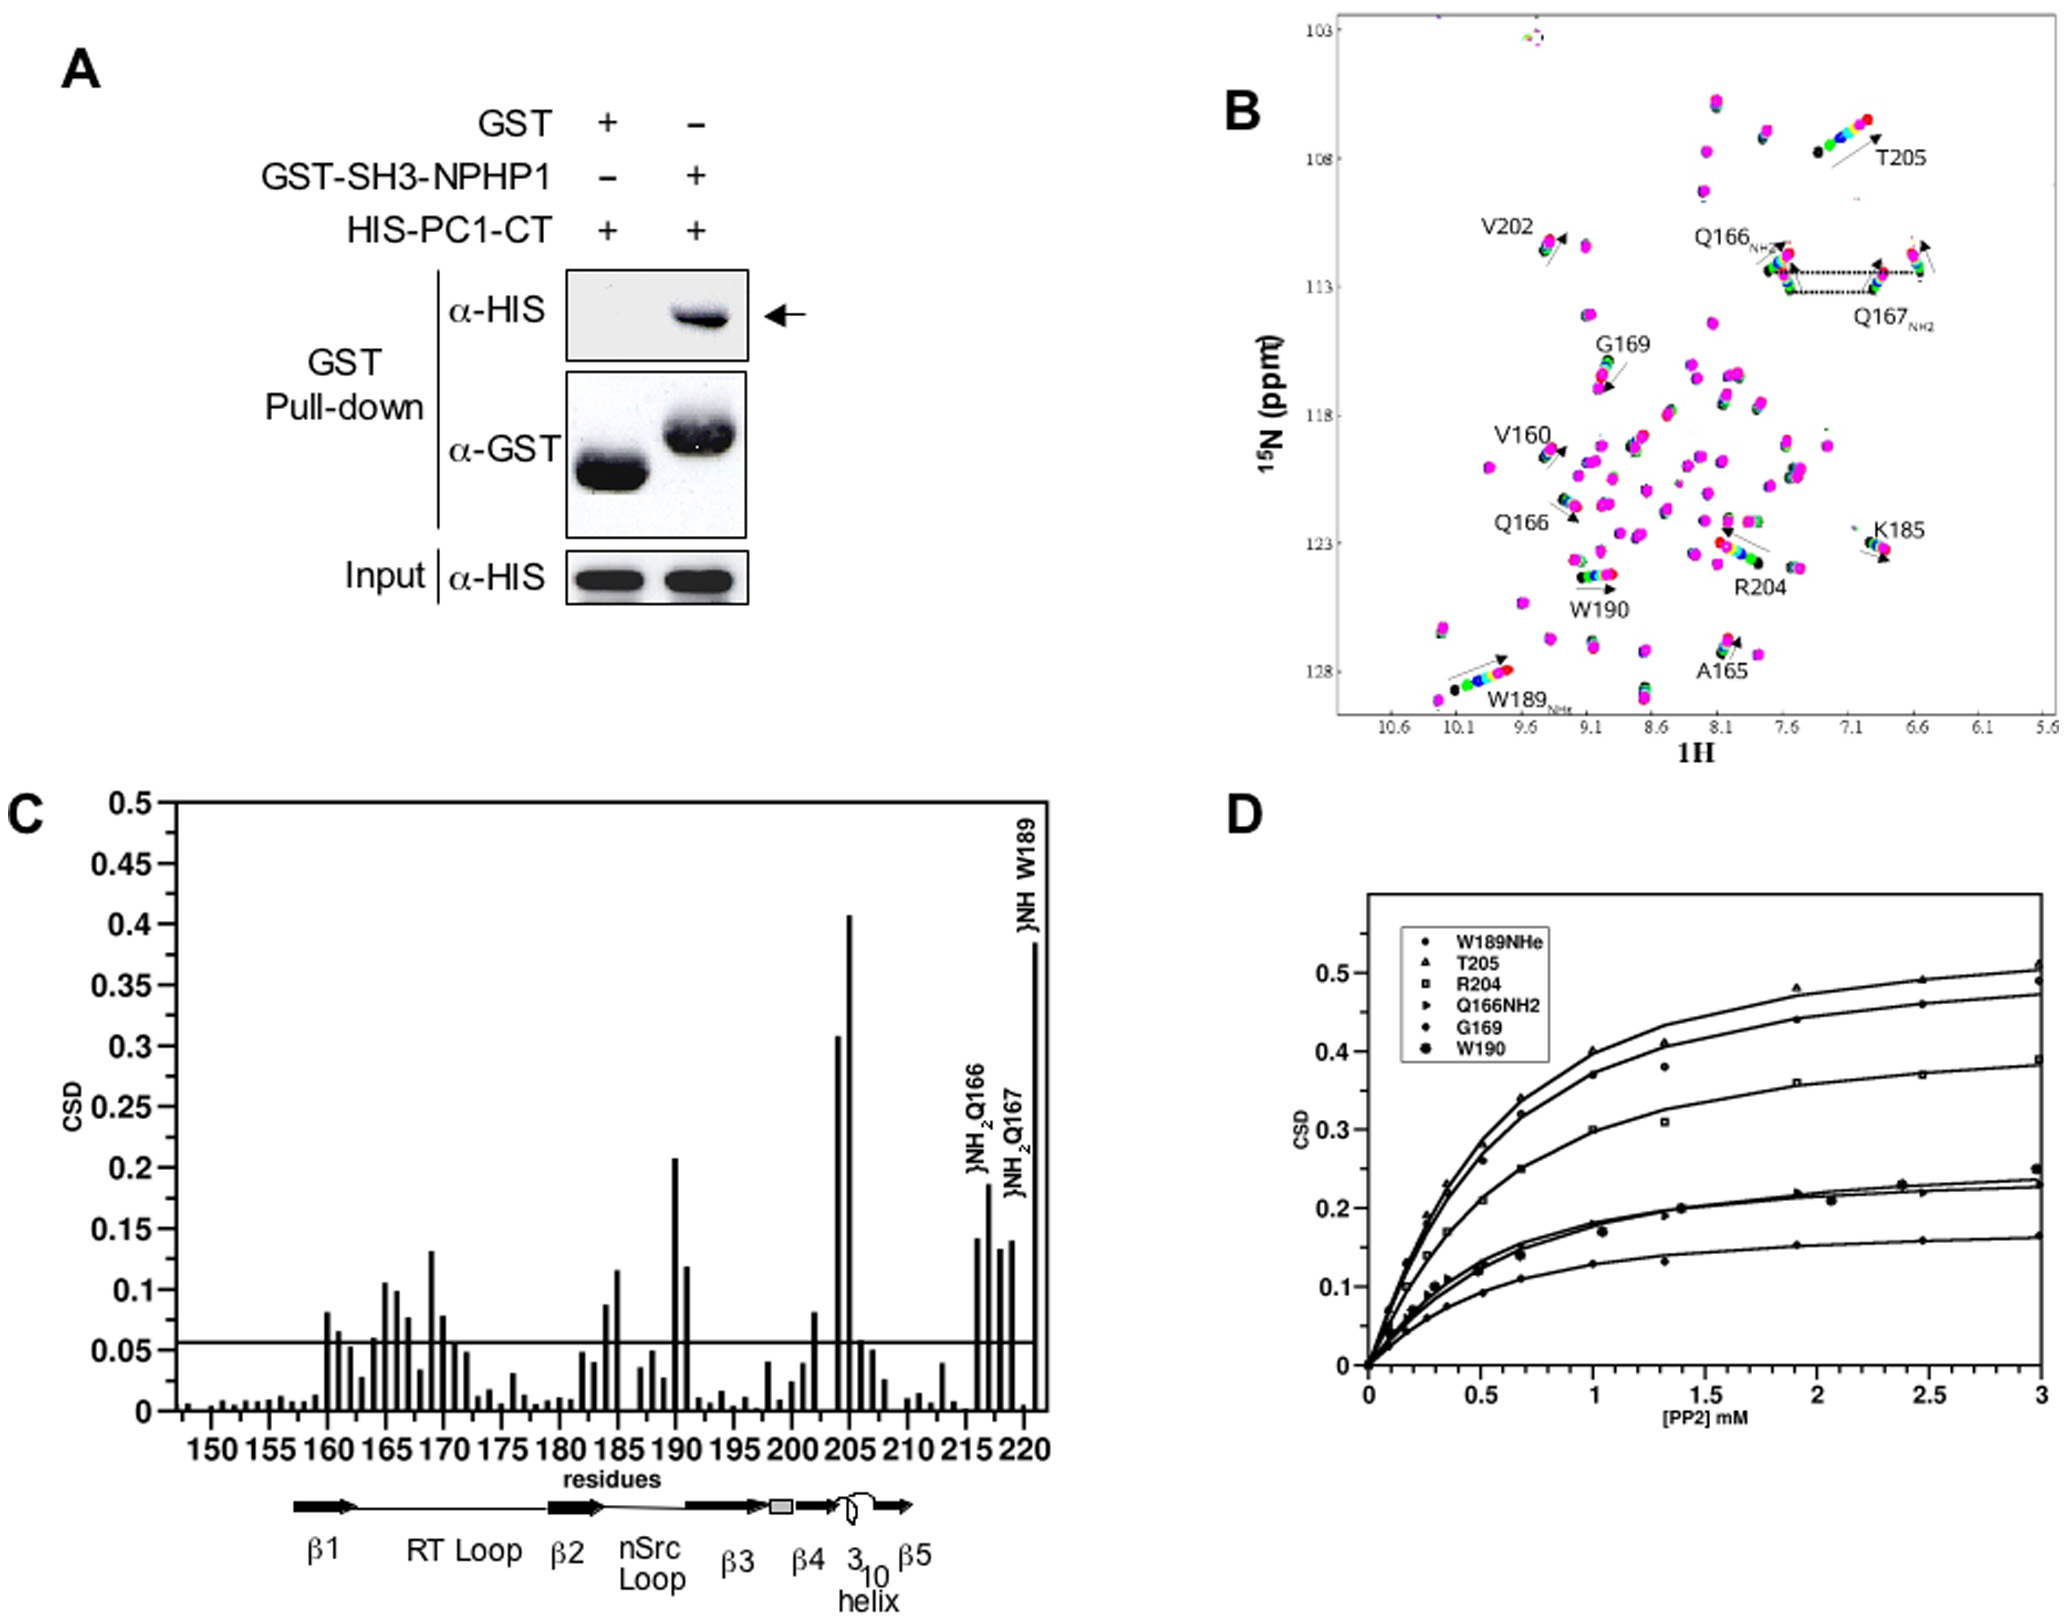 A
GST + –
GST-SH3-NPHP1 – +
HIS-PC1-CT + +
GST
Pull-down
α-HIS
α-GST
Input
α-HIS
B
15N (ppm)
103
108
113
118
123
128
T205
V202
Q166NH2
Q167NH2
G169
V160
Q166
K185
R204
W190
A165
W189NHε
10.6 10.1 9.6 9.1 8.6 8.1 7.6 7.1 6.6 6.1 5.6
1H
C
CSD
0.5
0.45
0.4
0.35
0.3
0.25
0.2
0.15
0.1
0.05
0
}NH2Q166
}NH2Q167
}NH W189
150 155 160 165 170 175 180 185 190 195 200 205 210 215 220
residues
β1 RT Loop β2 nSrc Loop β3 β4 310 helix β5
D
CSD
0.5
0.4
0.3
0.2
0.1
0
W189NHe
T205
R204
Q166NH2
G169
W190
0 0.5 1 1.5 2 2.5 3
[PP2] mM